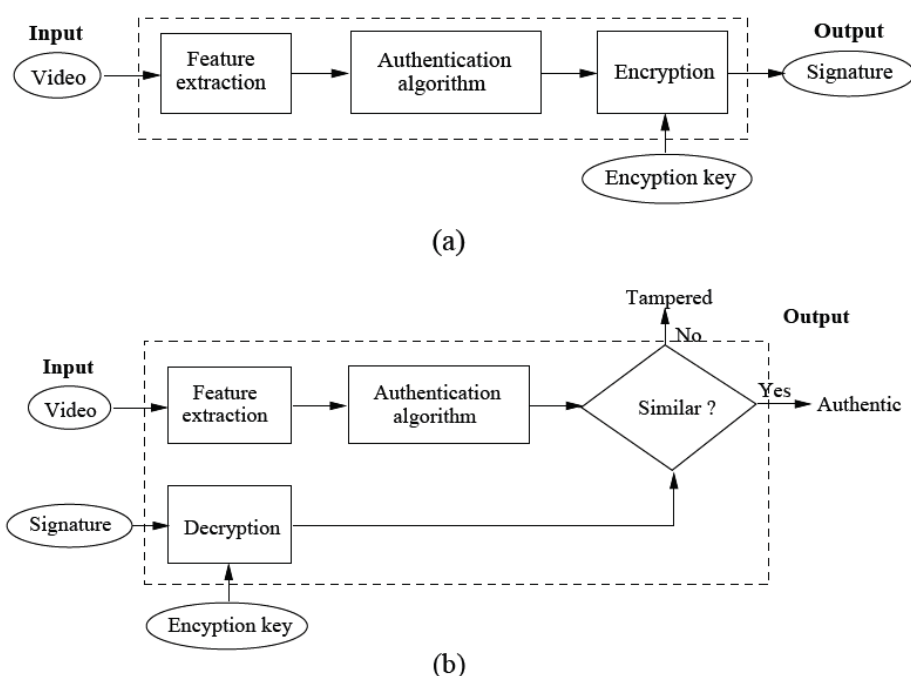 Input
Output
Video
Feature
extraction
Authentication
algorithm
Encryption
Signature
Encyption key
(a)
Tampered
No
Output
Input
Video
Feature
extraction
Authentication
algorithm
Similar ?
Yes
Authentic
Signature
Decryption
Encyption key
(b)